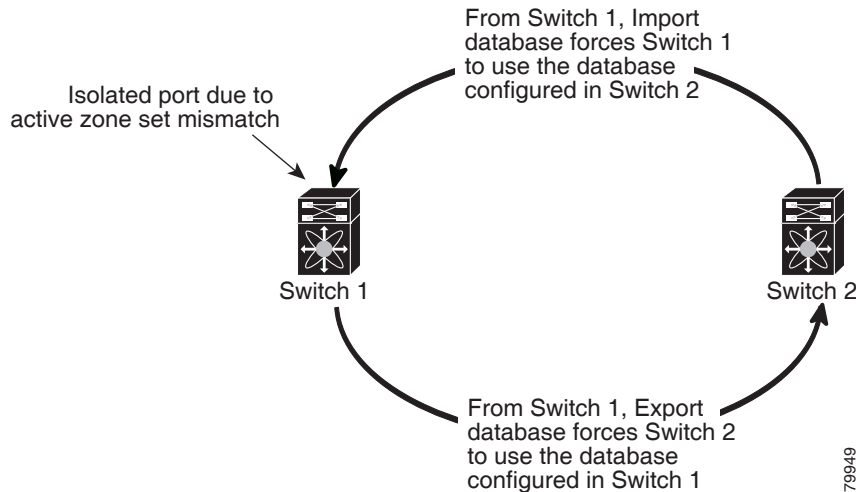 From Switch 1, Import
database forces Switch 1
to use the database
configured in Switch 2
Isolated port due to
active zone set mismatch
Switch 1
Switch 2
From Switch 1, Export
database forces Switch 2
to use the database
configured in Switch 1
79949